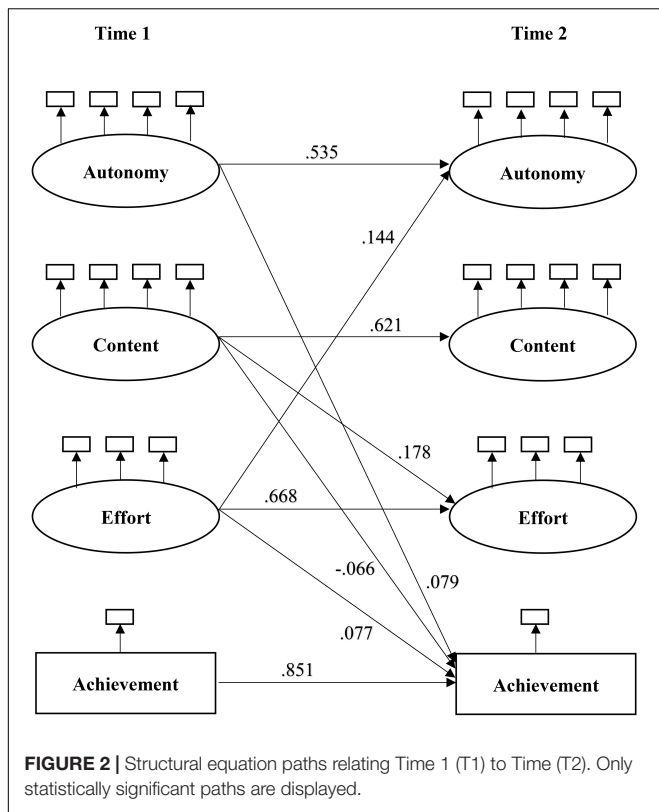 Time 1 Time 2
Autonomy .535 Autonomy
.144
Content .621 Content
.178
Effort .668 Effort
-.066 .079
.077
Achievement .851 Achievement
FIGURE 2 | Structural equation paths relating Time 1 (T1) to Time (T2). Only
statistically significant paths are displayed.